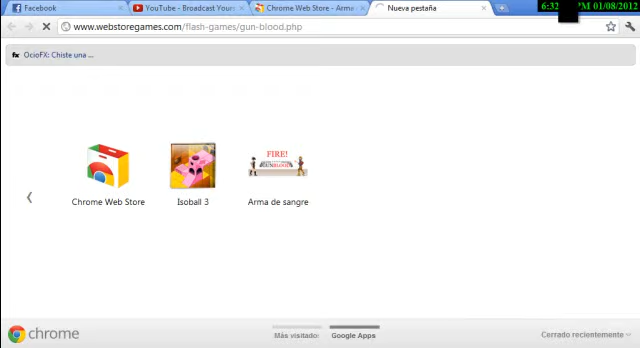 Facebook
YouTube - Broadcast Yours
Chrome Web Store - Arma
Nueva pestaña
6:32 PM 01/08/2012
www.webstoregames.com/flash-games/gun-blood.php
OcioFX: Chiste una ...
FIRE!
GUNBLOOD
Chrome Web Store
Isoball 3
Arma de sangre
chrome
Más visitado
Google Apps
Cerrado recientemente